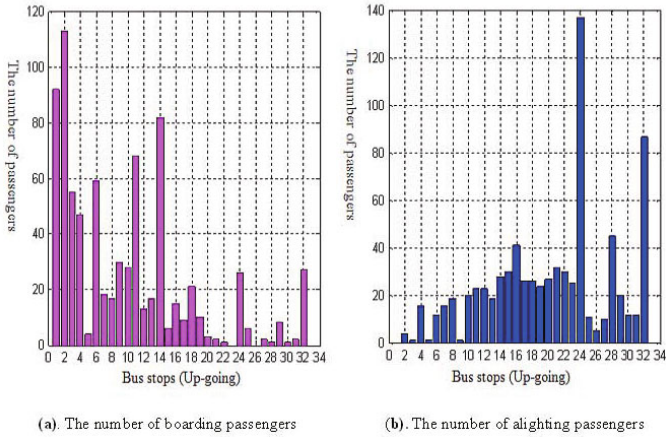 The number of passengers
120
100
80
60
40
20
0
0 2 4 6 8 10 12 14 16 18 20 22 24 26 28 30 32 34
Bus stops (Up-going)
(a). The number of boarding passengers
The number of passengers
140
120
100
80
60
40
20
0
0 2 4 6 8 10 12 14 16 18 20 22 24 26 28 30 32 34
Bus stops (Up-going)
(b). The number of alighting passengers